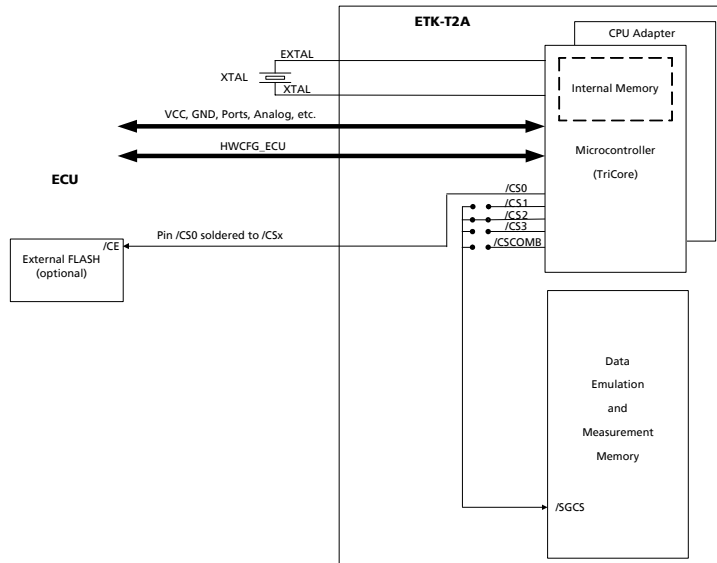 ETK-T2A
CPU Adapter
EXTAL
XTAL
XTAL
Internal Memory
VCC, GND, Ports, Analog, etc.
HWCFG_ECU
Microcontroller
(TriCore)
ECU
/CS0
/CS1
/CS2
/CS3
/CSCOMB
Pin /CS0 soldered to /CSx
/CE
External FLASH
(optional)
Data
Emulation
and
Measurement
Memory
/SGCS